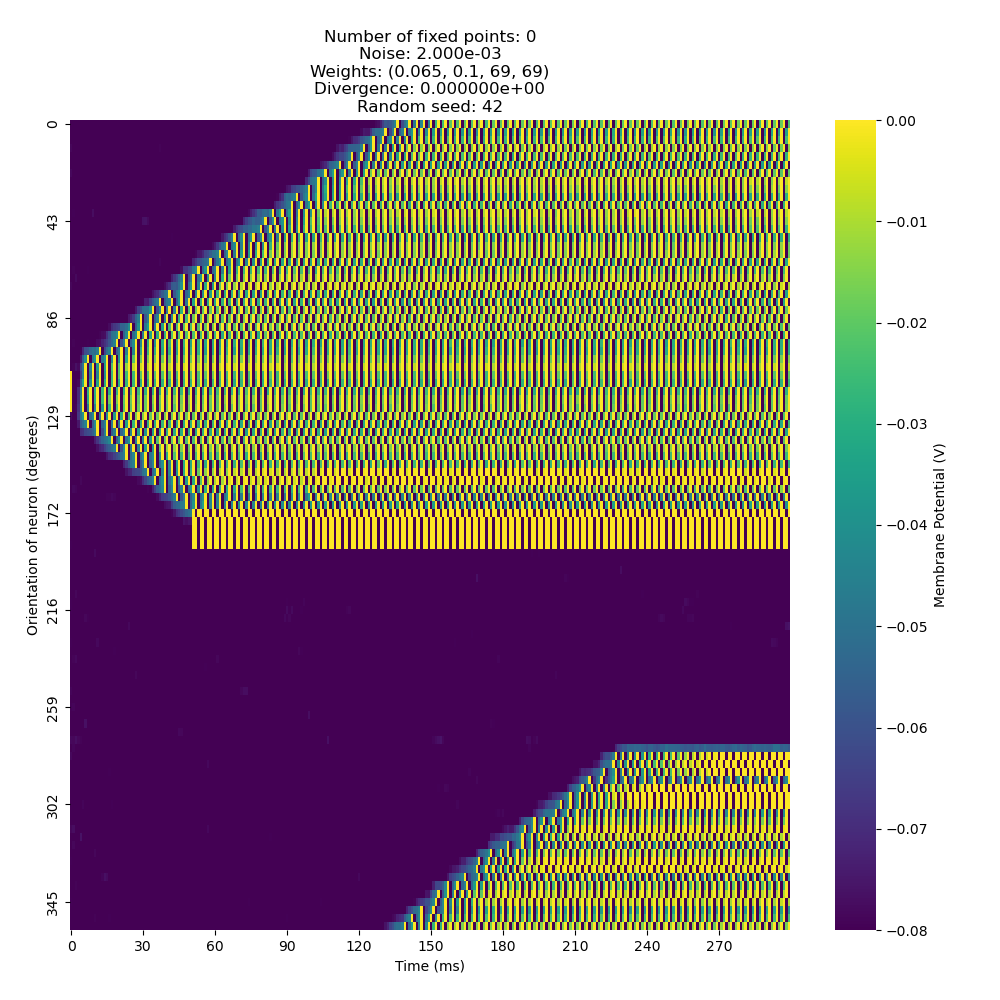 Number of fixed points: 0
Noise: 2.000e-03
Weights: (0.065, 0.1, 69, 69)
Divergence: 0.000000e+00
Random seed: 42
Orientation of neuron (degrees)
0
43
86
129
172
216
259
302
345
0 30 60 90 120 150 180 210 240 270
Time (ms)
0.00
−0.01
−0.02
−0.03
−0.04
−0.05
−0.06
−0.07
−0.08
Membrane Potential (V)